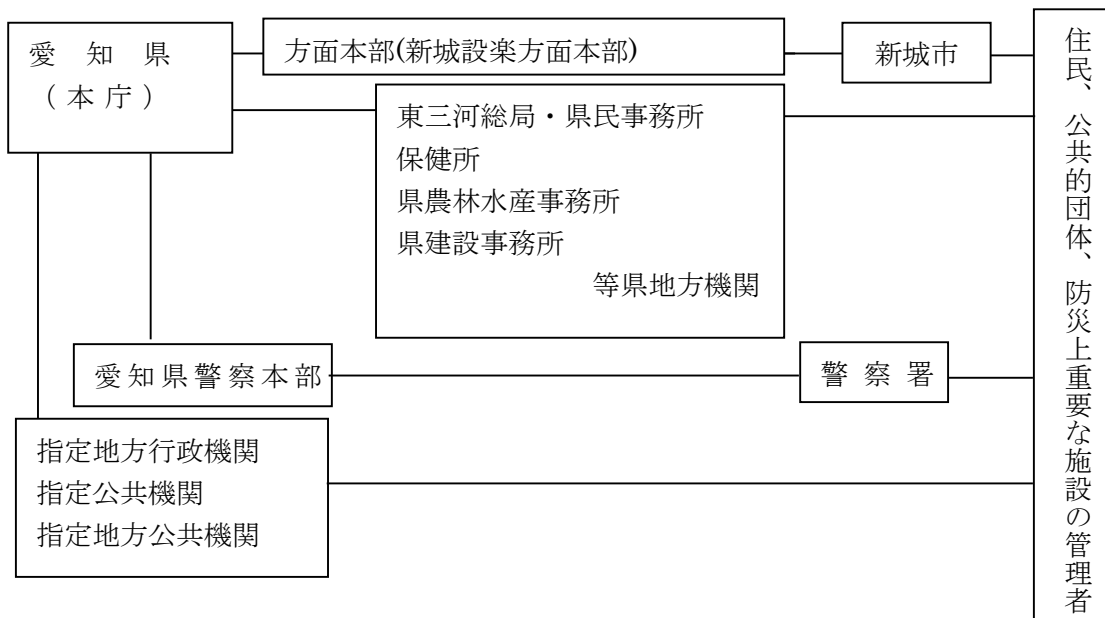 愛知県
(本庁)
方面本部(新城設楽方面本部)
新城市
東三河総局・県民事務所
保健所
県農林水産事務所
県建設事務所
等県地方機関
愛知県警察本部
警察署
指定地方行政機関
指定公共機関
指定地方公共機関
住民、公共的団体、防災上重要な施設の管理者